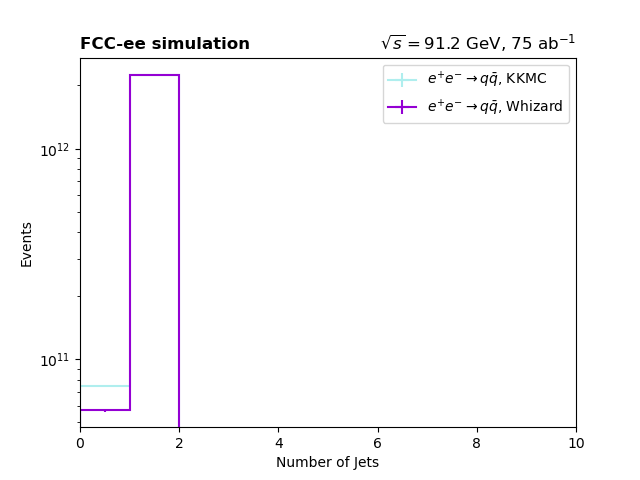 FCC-ee simulation
√s = 91.2 GeV, 75 ab⁻¹
e⁺e⁻ → qq̄, KKMC
e⁺e⁻ → qq̄, Whizard
Events
10¹²
10¹¹
0 2 4 6 8 10
Number of Jets